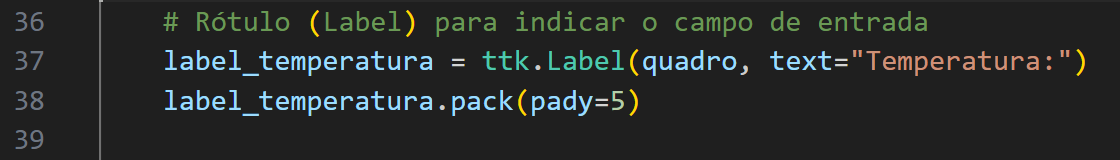 36 # Rótulo (Label) para indicar o campo de entrada
37 label_temperatura = ttk.Label(quadro, text="Temperatura:")
38 label_temperatura.pack(pady=5)
39